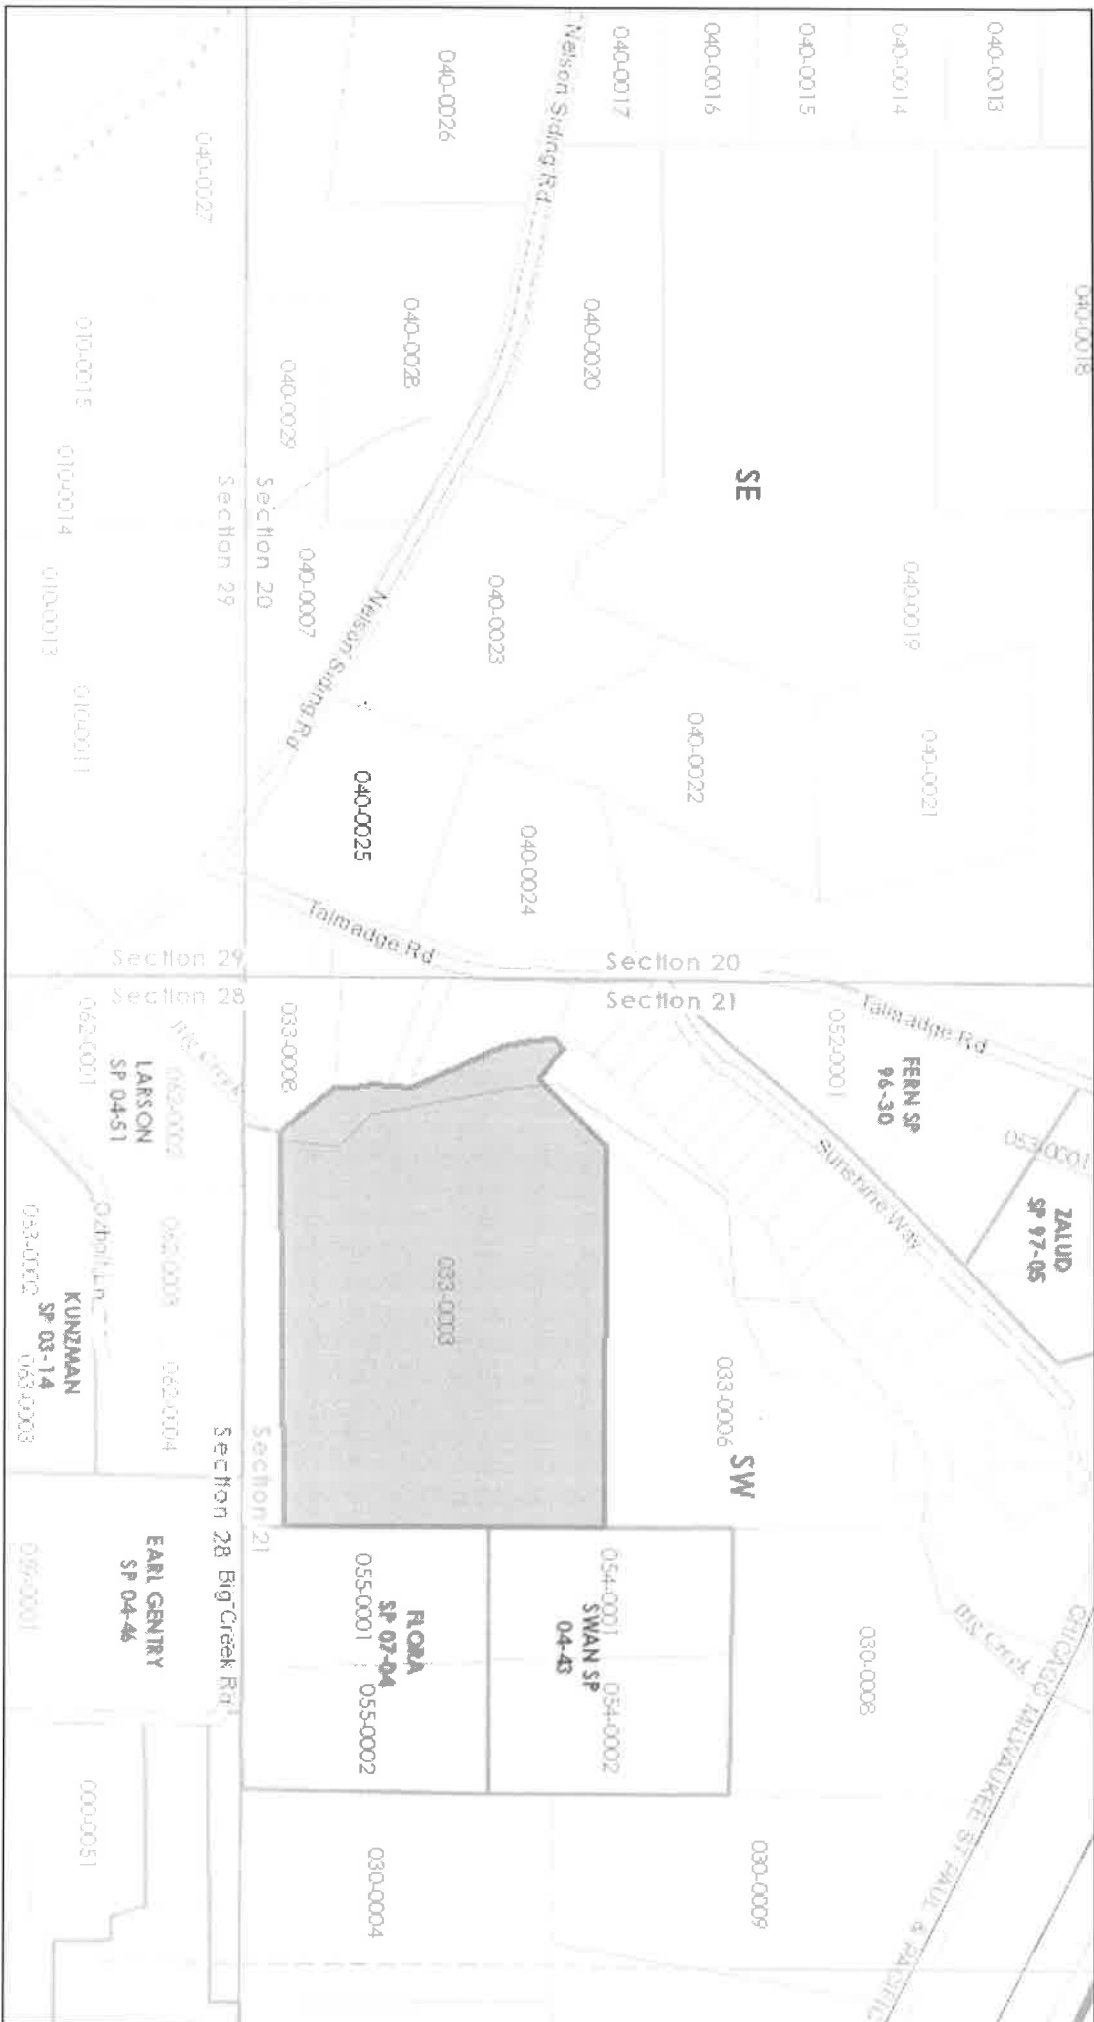 040-0013
040-0014
040-0015
040-0016
040-0017
Nelson Siding Rd
040-0026
040-0027
040-0018
040-0020
040-0028
040-0029
010-0015
010-0014
010-0013
010-0011
SE
Section 20
Section 29
040-0019
040-0023
040-0007
Nelson Siding Rd
040-0021
040-0022
040-0025
040-0024
Talmadge Rd
Section 29
Section 20
Section 28
Section 21
Talmadge Rd
052-0001
FERN SP
96-30
053-0001
ZALUD
SP 97-05
Sunshine Way
033-0003
033-0006
SW
062-0001
Big Creek
LARSON
SP 04-51
062-0003
062-0004
KUNZMAN
SP 03-14
063-0002
063-0003
Section 21
Section 28
Big Creek Rd
EARL GENTRY
SP 04-46
055-0001
055-0002
FLORA
SP 07-04
054-0001
054-0002
SWAN SP
04-43
030-0008
Big Creek
CHICAGO MILWAUKEE ST PAUL & PACIFIC
000-0051
030-0004
030-0009